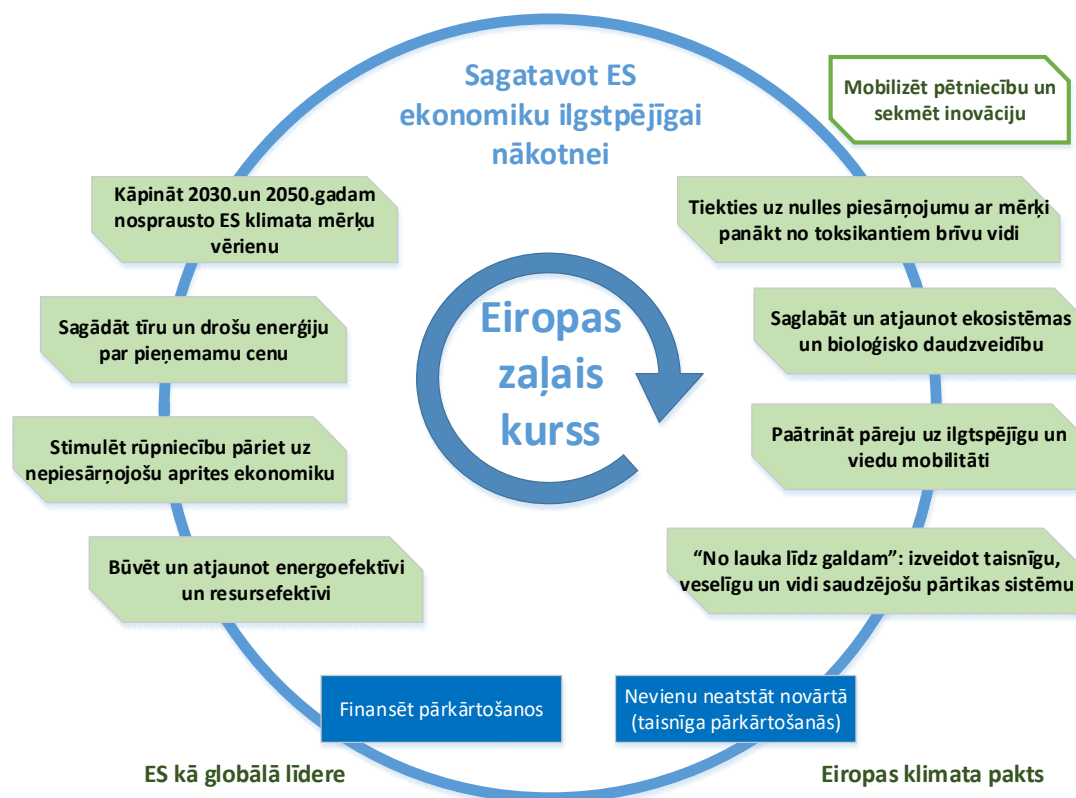 Sagatavot ES
ekonomiku ilgstpējīgai
nākotnei
Mobilizēt pētniecību un
sekmēt inovāciju
Kāpināt 2030.un 2050.gadam
nosprausto ES klimata mērķu
vērienu
Tiekties uz nulles piesārņojumu ar mērķi
panākt no toksikantiem brīvu vidi
Sagādāt tīru un drošu enerģiju
par pieņemamu cenu
Eiropas
zaļais
kurss
Saglabāt un atjaunot ekosistēmas
un bioloģisko daudzveidību
Stimulēt rūpniecību pāriet uz
nepiesārņojošu aprites ekonomiku
Paātrināt pāreju uz ilgtspējīgu un
viedu mobilitāti
Būvēt un atjaunot energoefektīvi
un resursefektīvi
“No lauka līdz galdam”: izveidot taisnīgu,
veselīgu un vidi saudzējošu pārtikas sistēmu
Finansēt pārkārtošanos
Nevienu neatstāt novārtā
(taisnīga pārkārtošanās)
ES kā globālā līdere
Eiropas klimata pakts